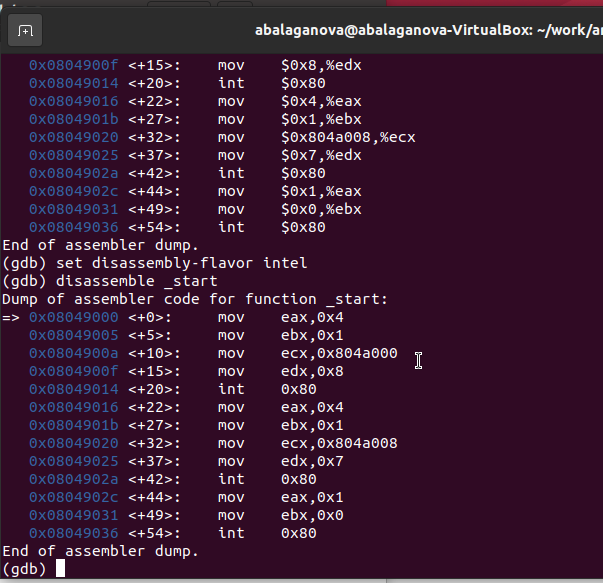 abalaganova@abalaganova-VirtualBox: ~/work/ar
0x0804900f <+15>: mov $0x8,%edx
0x08049014 <+20>: int $0x80
0x08049016 <+22>: mov $0x4,%eax
0x0804901b <+27>: mov $0x1,%ebx
0x08049020 <+32>: mov $0x804a008,%ecx
0x08049025 <+37>: mov $0x7,%edx
0x0804902a <+42>: int $0x80
0x0804902c <+44>: mov $0x1,%eax
0x08049031 <+49>: mov $0x0,%ebx
0x08049036 <+54>: int $0x80
End of assembler dump.
(gdb) set disassembly-flavor intel
(gdb) disassemble _start
Dump of assembler code for function _start:
=> 0x08049000 <+0>: mov eax,0x4
0x08049005 <+5>: mov ebx,0x1
0x0804900a <+10>: mov ecx,0x804a000
0x0804900f <+15>: mov edx,0x8
0x08049014 <+20>: int 0x80
0x08049016 <+22>: mov eax,0x4
0x0804901b <+27>: mov ebx,0x1
0x08049020 <+32>: mov ecx,0x804a008
0x08049025 <+37>: mov edx,0x7
0x0804902a <+42>: int 0x80
0x0804902c <+44>: mov eax,0x1
0x08049031 <+49>: mov ebx,0x0
0x08049036 <+54>: int 0x80
End of assembler dump.
(gdb)